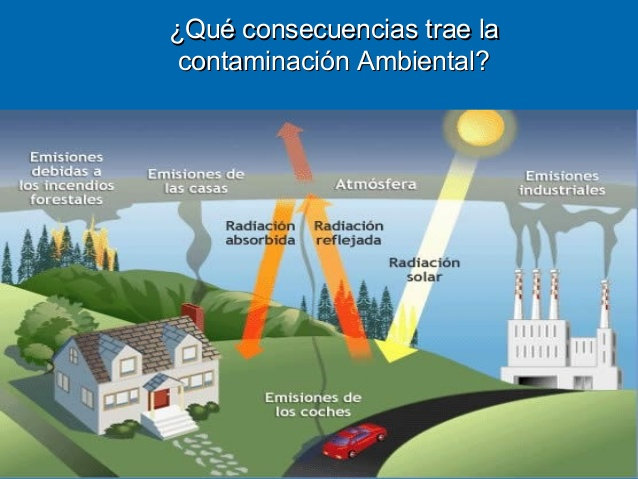 ¿Qué consecuencias trae la
contaminación Ambiental?
Emisiones
debidas a
los incendios
forestales
Emisiones de
las casas
Atmósfera
Emisiones
industriales
Radiación
absorbida
Radiación
reflejada
Radiación
solar
Emisiones de
los coches